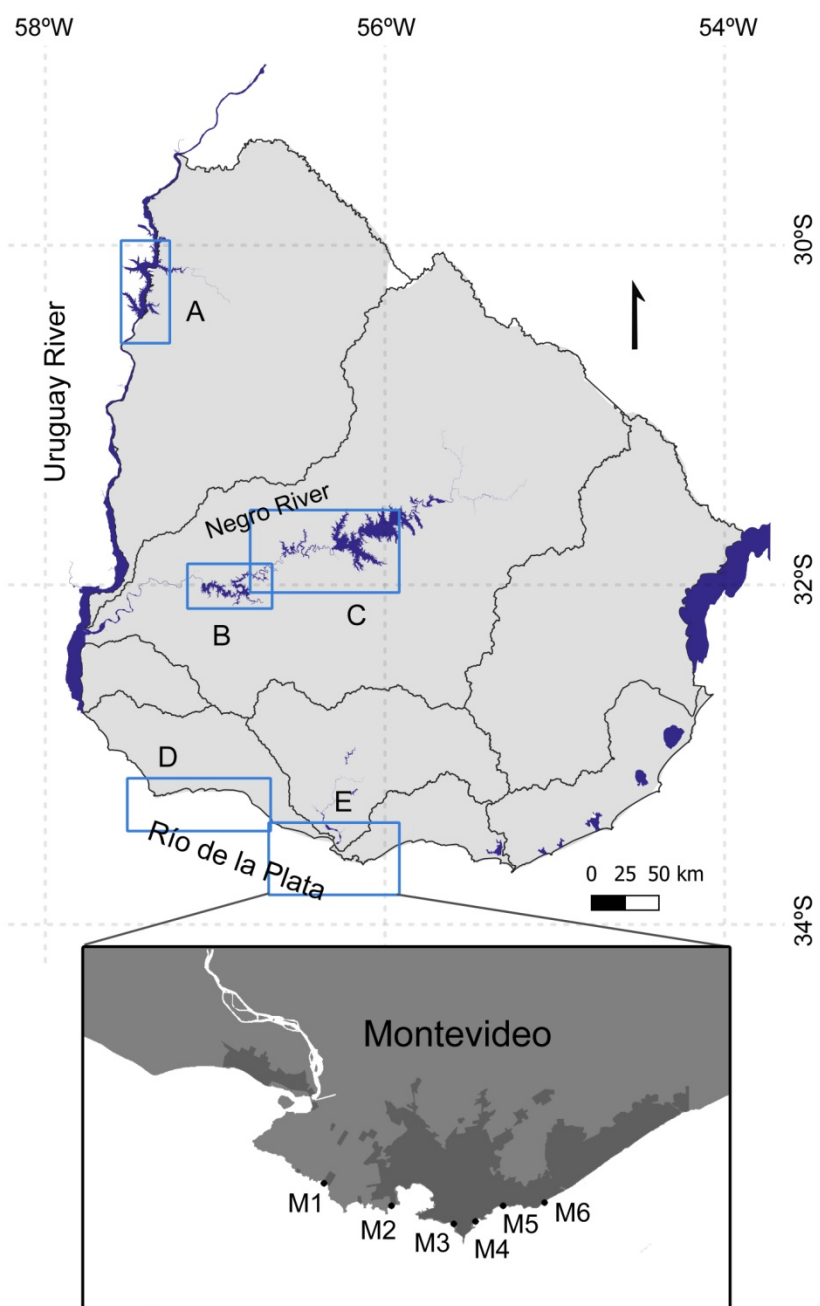 58ºW 56ºW 54ºW
30ºS
A
Uruguay River
Negro River
32ºS
B
C
D
E
Río de la Plata
0 25 50 km
34ºS
Montevideo
M1
M2
M3
M4
M5
M6